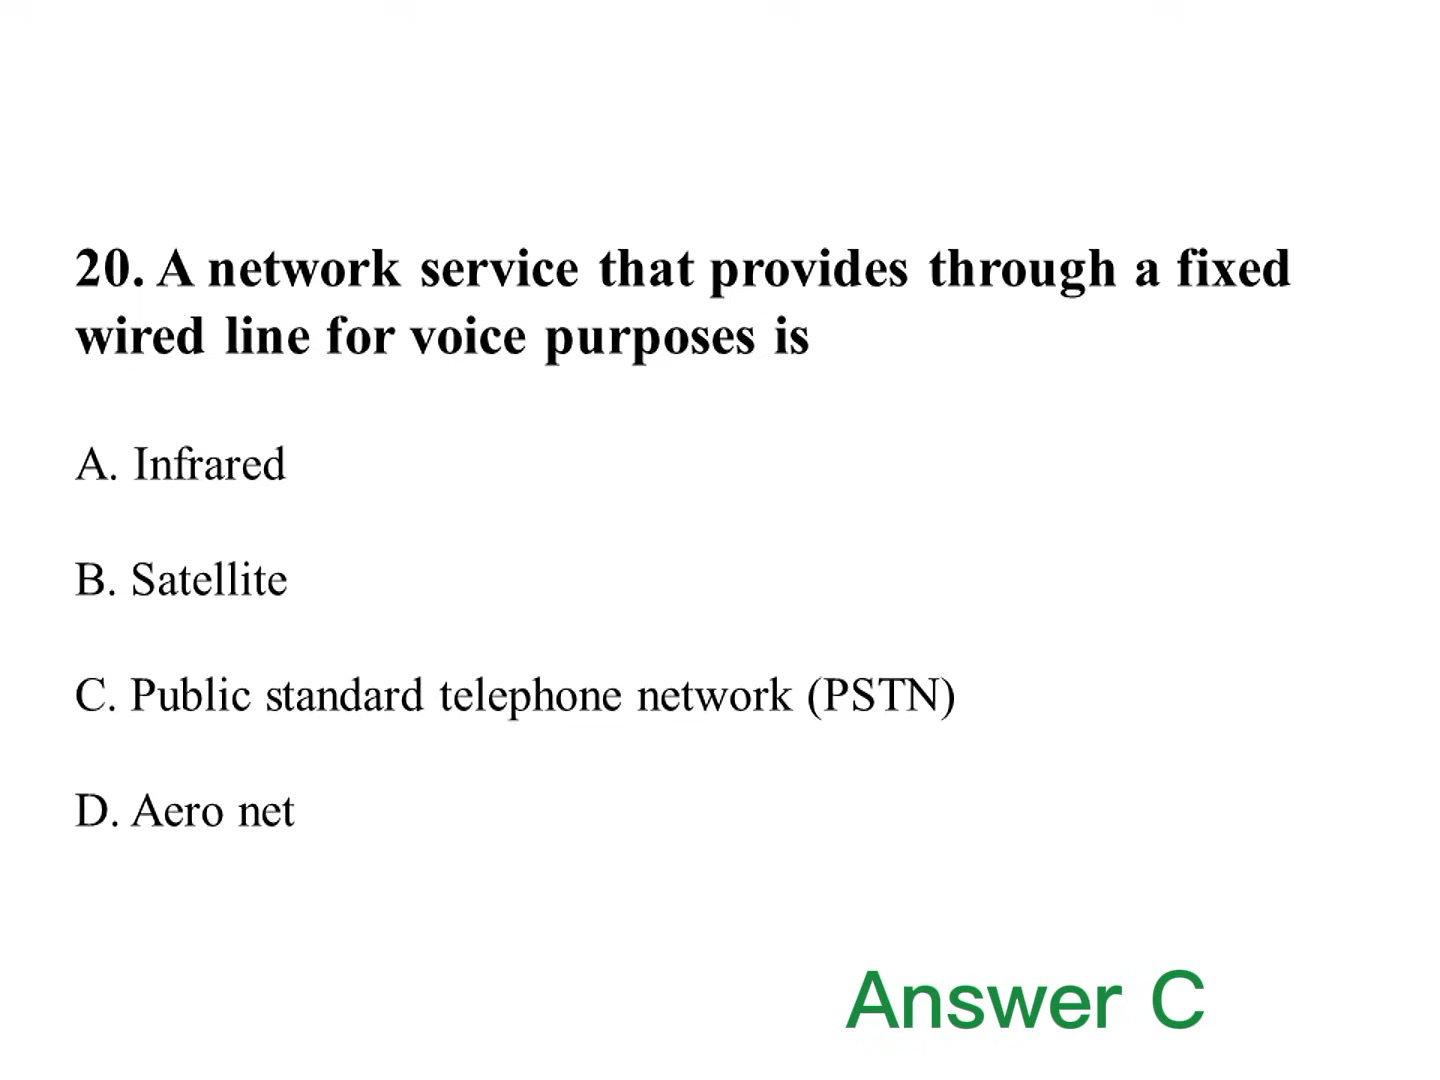 20. A network service that provides through a fixed
wired line for voice purposes is
A. Infrared
B. Satellite
C. Public standard telephone network (PSTN)
D. Aero net
Answer C